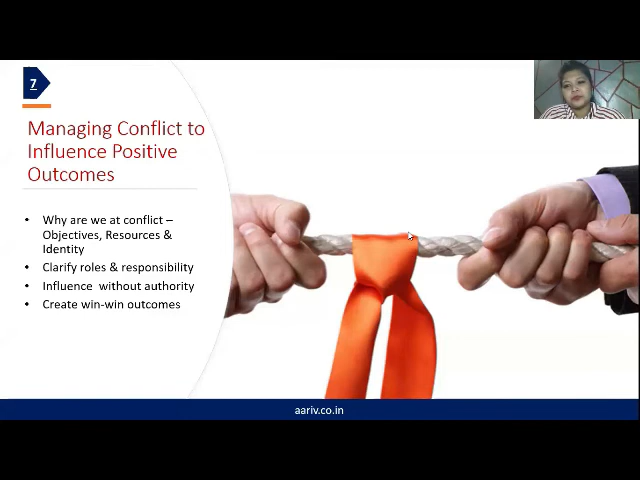 7
Managing Conflict to
Influence Positive
Outcomes
• Why are we at conflict –
Objectives, Resources &
Identity
• Clarify roles & responsibility
• Influence without authority
• Create win-win outcomes
aariv.co.in